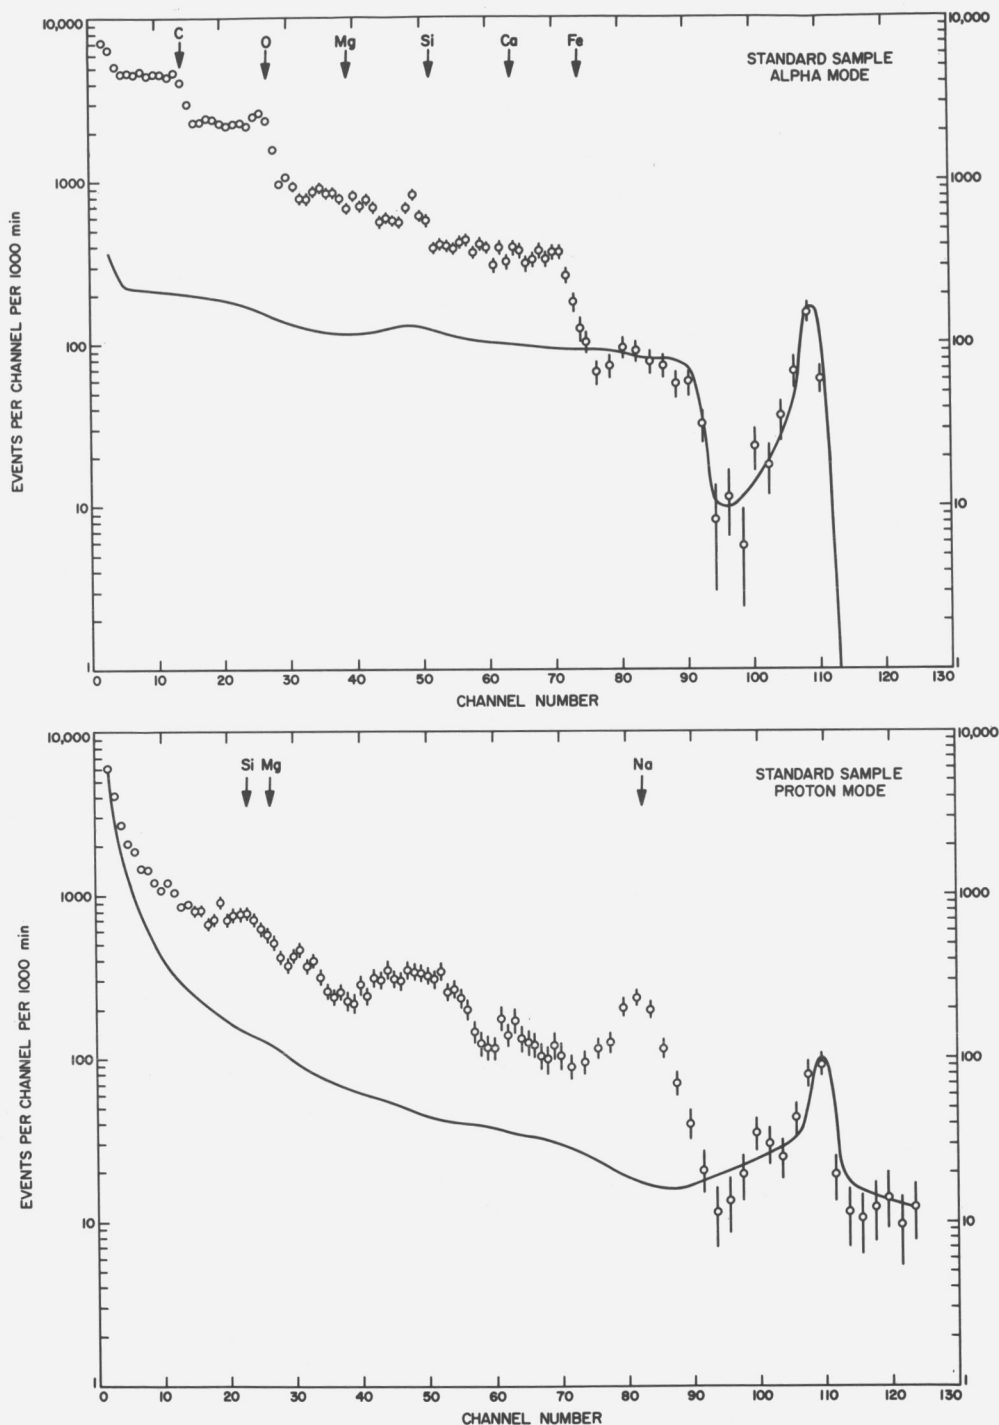 10,000
C
O
Mg
Si
Ca
Fe
10,000
STANDARD SAMPLE
ALPHA MODE
1000
1000
EVENTS PER CHANNEL PER 1000 min
100
100
10
10
1
1
0 10 20 30 40 50 60 70 80 90 100 110 120 130
CHANNEL NUMBER
10,000
10,000
Si Mg
Na
STANDARD SAMPLE
PROTON MODE
1000
1000
EVENTS PER CHANNEL PER 1000 min
100
100
10
10
1
1
0 10 20 30 40 50 60 70 80 90 100 110 120 130
CHANNEL NUMBER